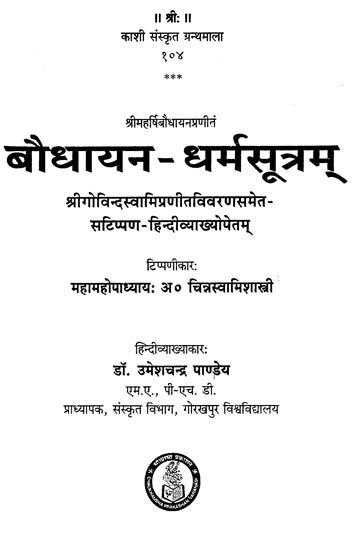 ॥ श्री: ॥
काशी संस्कृत ग्रन्थमाला
१०४
***
श्रीमहर्षिबौधायनप्रणीतं
बौधायन - धर्मसूत्रम्
श्रीगोविन्दस्वामिप्रणीतविवरणसमेत-
सटिप्पण-हिन्दीव्याख्योपेतम्
टिप्पणीकार:
महामहोपाध्याय: अ० चिन्नस्वामिशास्त्री
हिन्दीव्याख्याकार:
डॉ. उमेशचन्द्र पाण्डेय
एम.ए., पी-एच. डी.
प्राध्यापक, संस्कृत विभाग, गोरखपुर विश्वविद्यालय